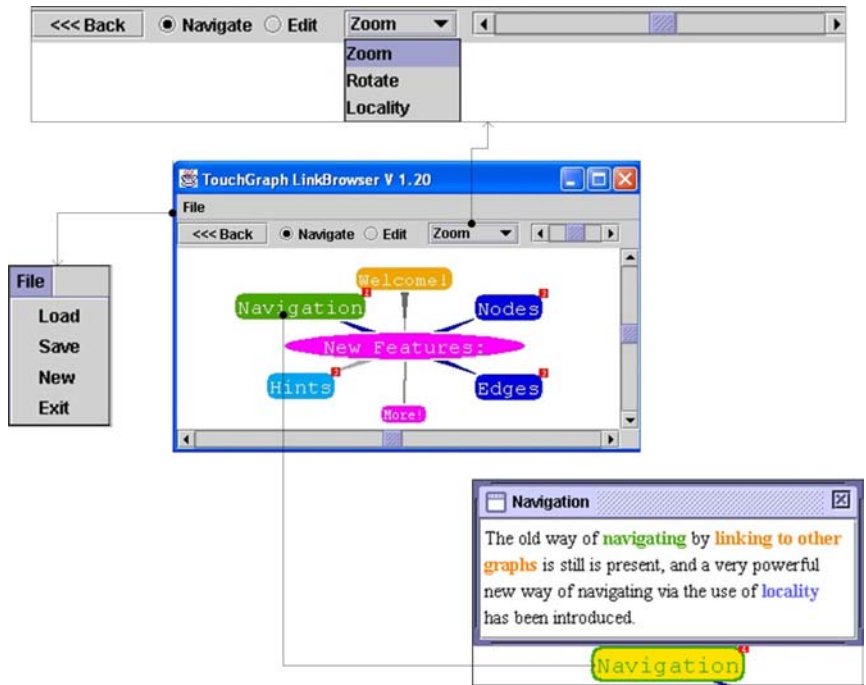 <<< Back Navigate Edit Zoom
Zoom
Rotate
Locality
TouchGraph LinkBrowser V 1.20
File
<<< Back Navigate Edit Zoom
File
Load
Save
New
Exit
Welcome!
Navigation
Nodes
New Features:
Hints
Edges
More!
Navigation
The old way of navigating by linking to other
graphs is still is present, and a very powerful
new way of navigating via the use of locality
has been introduced.
Navigation